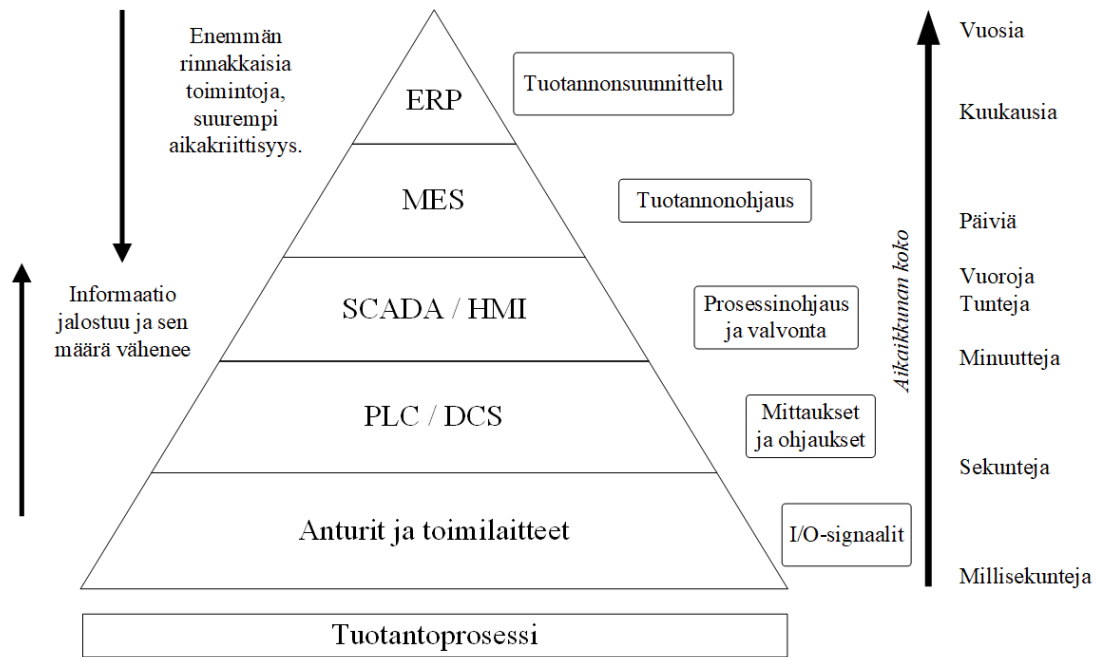 Enemmän
rinnakkaisia
toimintoja,
suurempi
aikakriittisyys.
Informaatio
jalostuu ja sen
määrä vähenee
ERP
MES
SCADA / HMI
PLC / DCS
Anturit ja toimilaitteet
Tuotantoprosessi
Tuotannonsuunnittelu
Tuotannonohjaus
Prosessinohjaus
ja valvonta
Mittaukset
ja ohjaukset
I/O-signaalit
Aikaikkunan koko
Vuosia
Kuukausia
Päiviä
Vuoroja
Tunteja
Minuutteja
Sekunteja
Millisekunteja